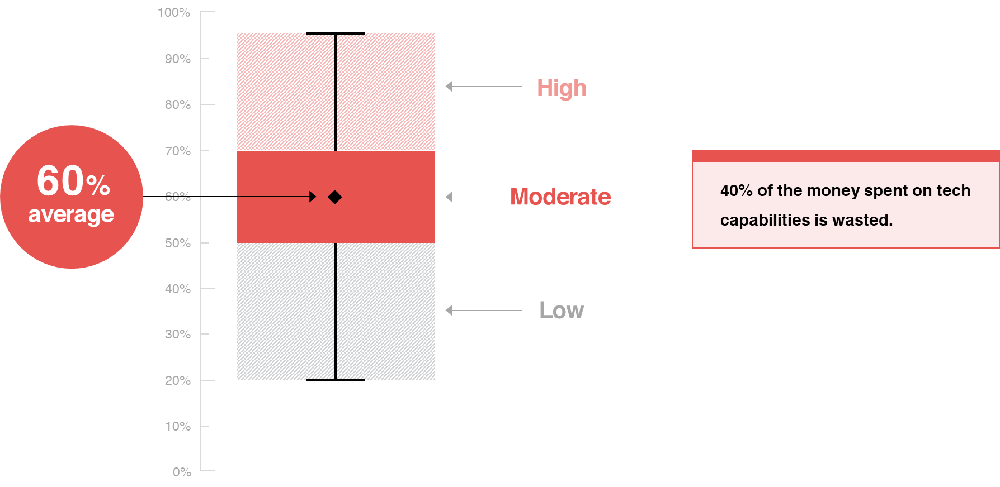 100%
90%
80%
70%
60%
50%
40%
30%
20%
10%
0%
60%
average
High
Moderate
Low
40% of the money spent on tech
capabilities is wasted.